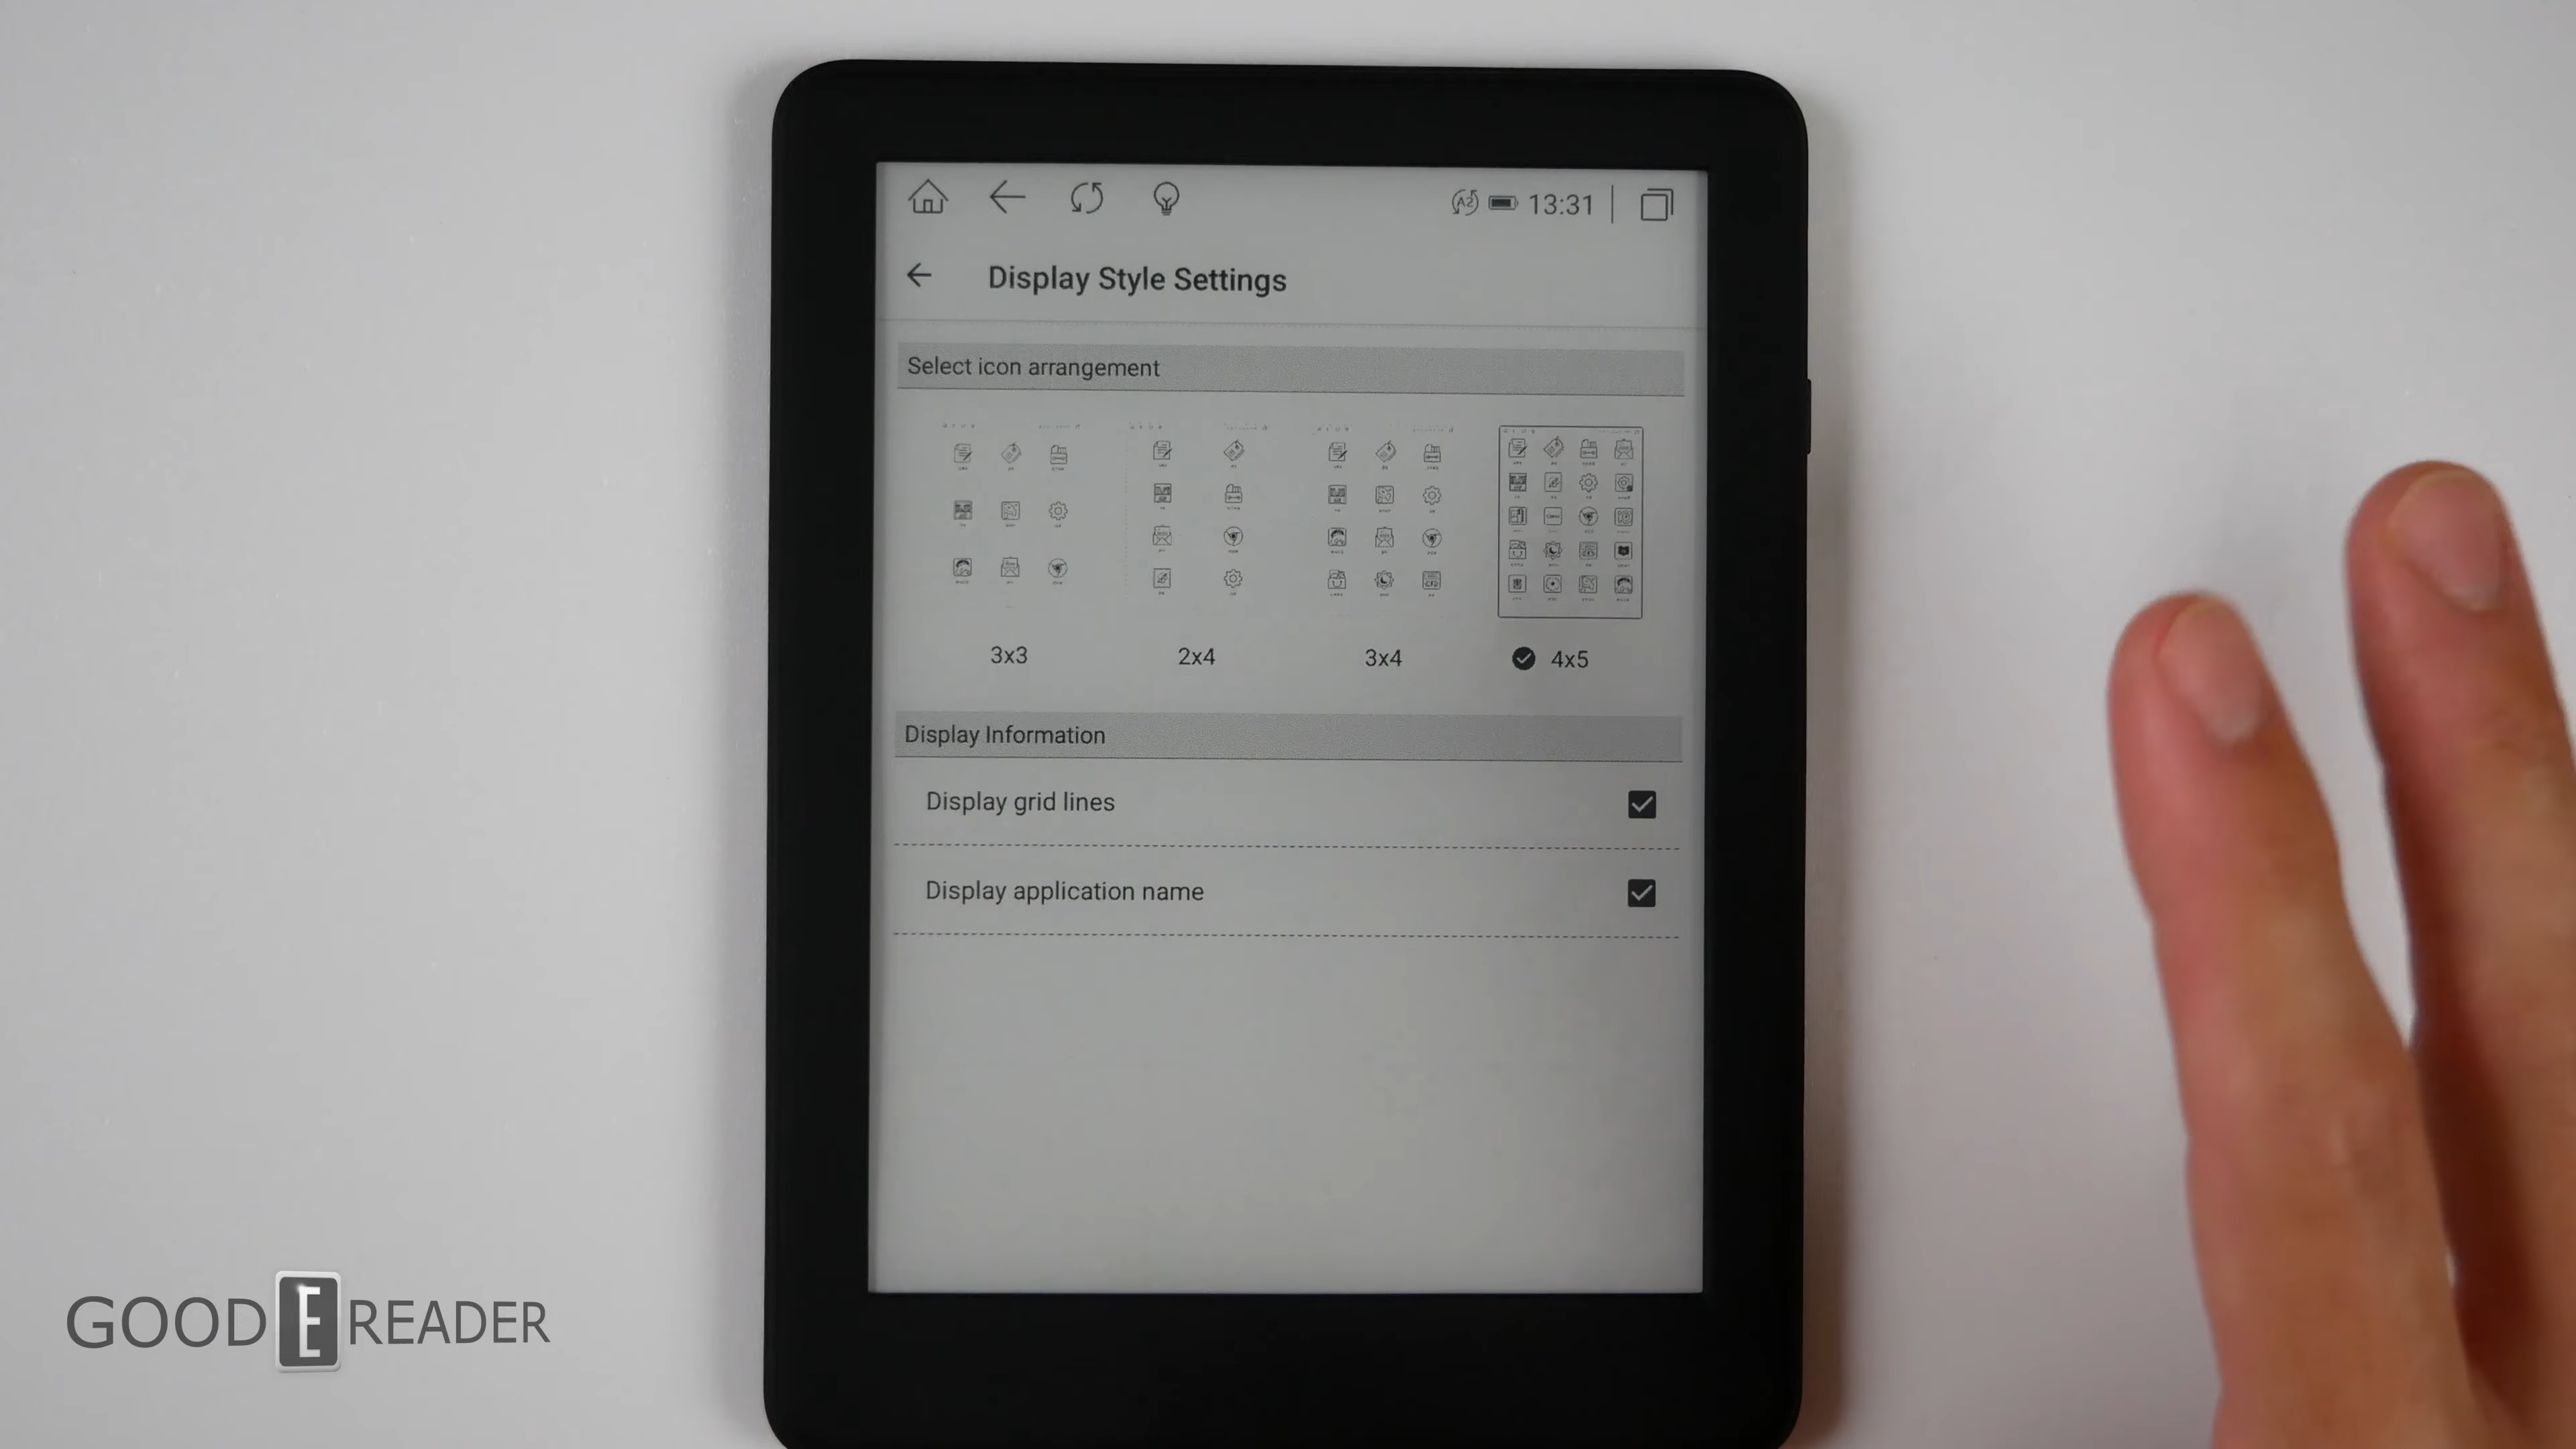 A2 13:31
Display Style Settings
Select icon arrangement
3x3 2x4 3x4 4x5
Display Information
Display grid lines
Display application name
GOOD E READER